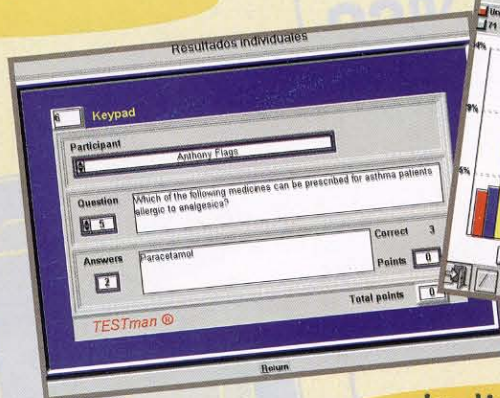 Resultados individuales
6 Keypad
Participant
Anthony Flags
Question
5
Which of the following medicines can be prescribed for asthma patients
allergic to analgesics?
Answers
2
Paracetamol
Correct 3
Points 0
Total points 0
TESTman ®
Return